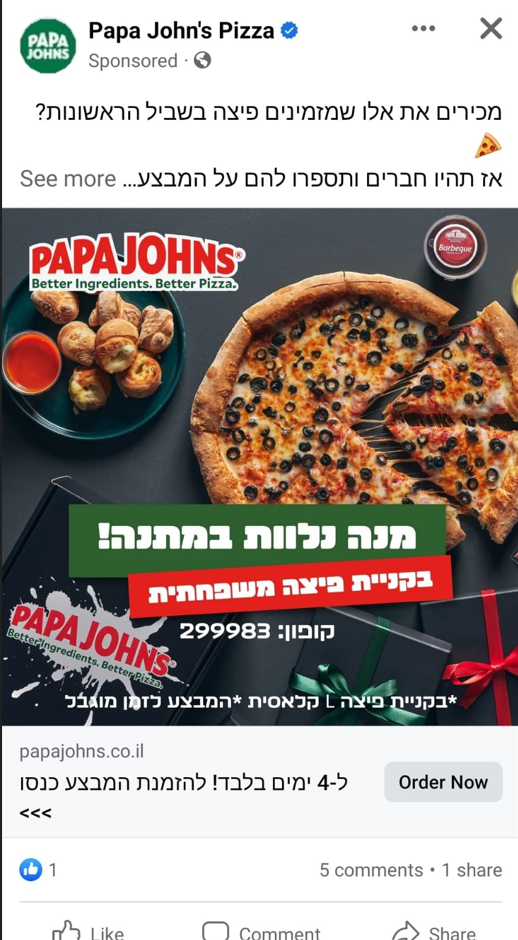 PAPA JOHNS
Papa John's Pizza
Sponsored ·
מכירים את אלו שמזמינים פיצה בשביל הראשונות?
אז תהיו חברים ותספרו להם על המבצע... See more
PAPA JOHNS®
Better Ingredients. Better Pizza.
Barbeque
מנה נלוות במתנה!
בקניית פיצה משפחתית
קופון: 299983
PAPA JOHNS®
Better Ingredients. Better Pizza.
*בקניית פיצה L קלאסית *המבצע לזמן מוגבל
papajohns.co.il
ל-4 ימים בלבד! להזמנת המבצע כנסו
>>>
Order Now
1
5 comments • 1 share
Like
Comment
Share